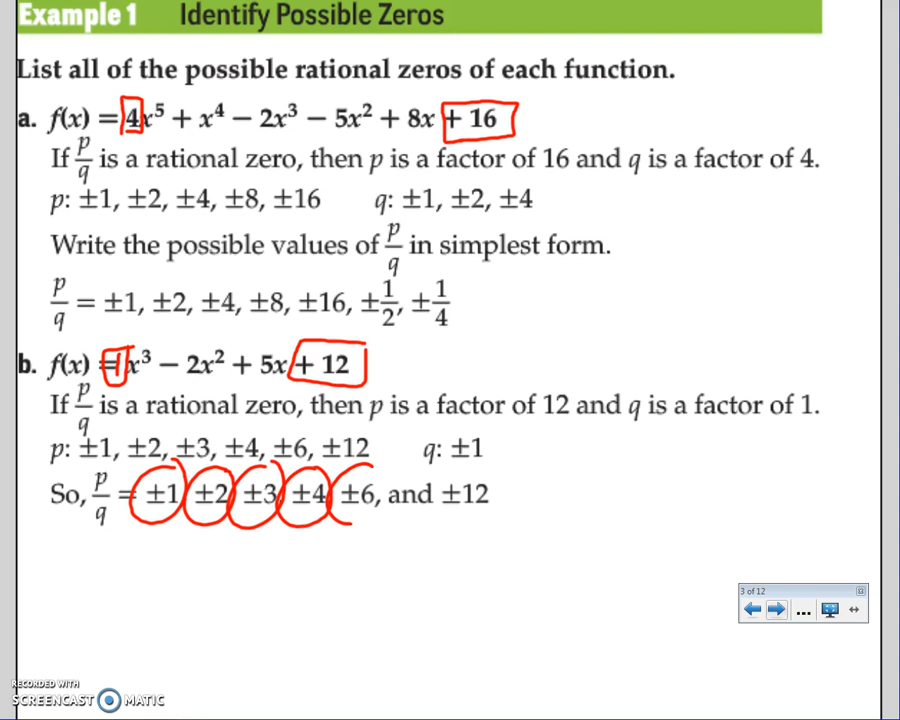 Example 1 Identify Possible Zeros
List all of the possible rational zeros of each function.
a. f(x) = 4x⁵ + x⁴ − 2x³ − 5x² + 8x + 16
If p/q is a rational zero, then p is a factor of 16 and q is a factor of 4.
p: ±1, ±2, ±4, ±8, ±16 q: ±1, ±2, ±4
Write the possible values of p/q in simplest form.
p/q = ±1, ±2, ±4, ±8, ±16, ±1/2, ±1/4
b. f(x) = x³ − 2x² + 5x + 12
If p/q is a rational zero, then p is a factor of 12 and q is a factor of 1.
p: ±1, ±2, ±3, ±4, ±6, ±12 q: ±1
So, p/q = ±1, ±2, ±3, ±4, ±6, and ±12
3 of 12
...
RECORDED WITH
SCREENCAST MATIC